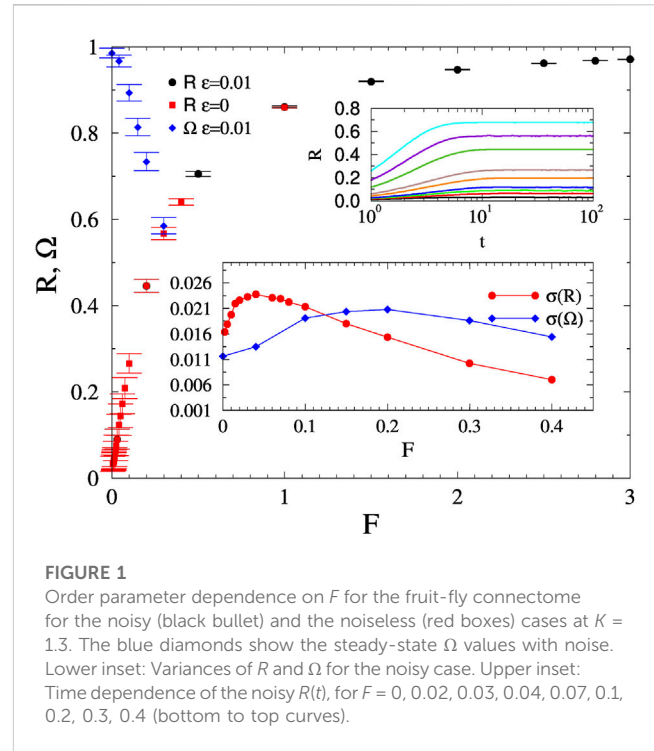 1
0.8
0.6
0.4
0.2
0
R, Ω
R ε=0.01
R ε=0
Ω ε=0.01
0.8
0.6
0.4
0.2
0.0
R
10⁰ 10¹ 10²
t
0.026
0.021
0.016
0.011
0.006
0.001
σ(R)
σ(Ω)
0 0.1 0.2 0.3 0.4
F
0 1 2 3
F
FIGURE 1
Order parameter dependence on F for the fruit-fly connectome
for the noisy (black bullet) and the noiseless (red boxes) cases at K =
1.3. The blue diamonds show the steady-state Ω values with noise.
Lower inset: Variances of R and Ω for the noisy case. Upper inset:
Time dependence of the noisy R(t), for F = 0, 0.02, 0.03, 0.04, 0.07, 0.1,
0.2, 0.3, 0.4 (bottom to top curves).